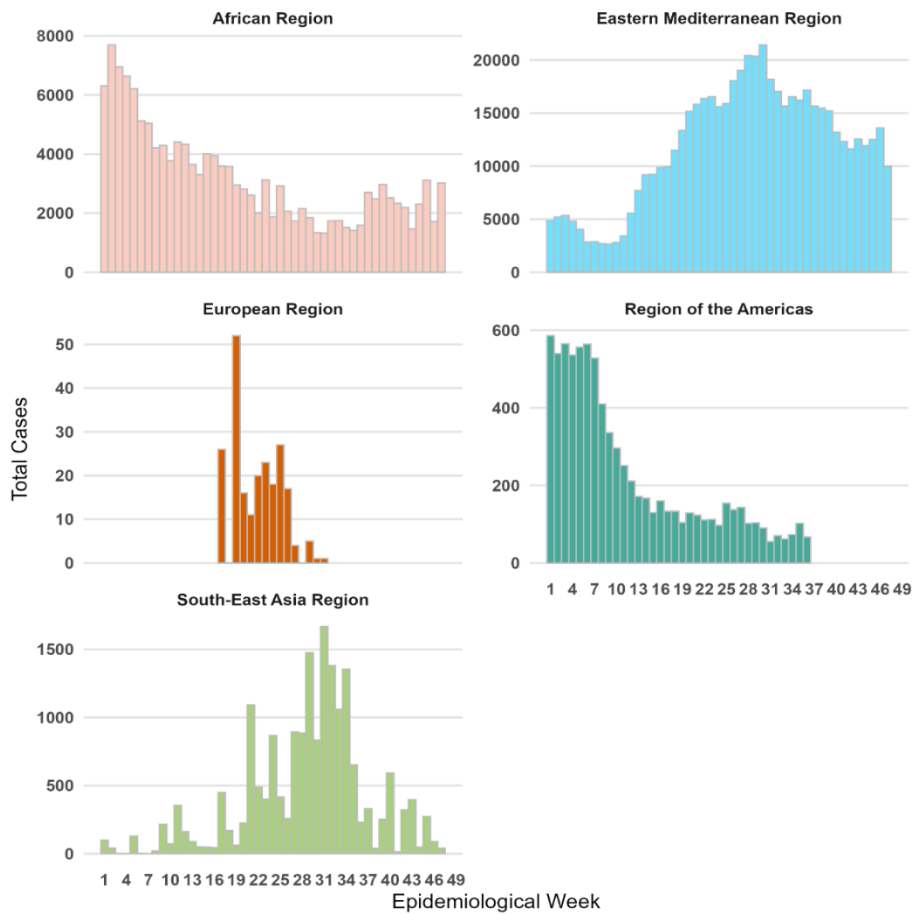 African Region
Eastern Mediterranean Region
8000
6000
4000
2000
0
20000
15000
10000
5000
0
European Region
Region of the Americas
50
40
30
20
10
0
600
400
200
0
1 4 7 10 13 16 19 22 25 28 31 34 37 40 43 46 49
South-East Asia Region
1500
1000
500
0
1 4 7 10 13 16 19 22 25 28 31 34 37 40 43 46 49
Total Cases
Epidemiological Week